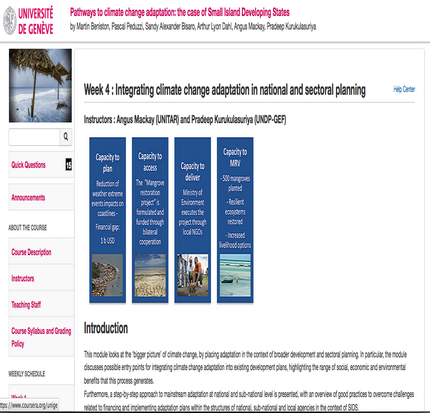 UNIVERSITÉ
DE GENÈVE
Pathways to climate change adaptation: the case of Small Island Developing States
by Martin Beniston, Pascal Peduzzi, Sandy Alexander Bisaro, Arthur Lyon Dahl, Angus Mackay, Pradeep Kurukulasuriya
Quick Questions
15
Announcements
ABOUT THE COURSE
Course Description
Instructors
Teaching Staff
Course Syllabus and Grading
Policy
WEEKLY SCHEDULE
https://www.coursera.org/unige
Week 4 : Integrating climate change adaptation in national and sectoral planning
Help Center
Instructors : Angus Mackay (UNITAR) and Pradeep Kurukulasuriya (UNDP-GEF)
Capacity to
plan
Reduction of
weather extreme
events impacts on
coastlines -
Financial gap:
1 b USD
Capacity to
access
The "Mangrove
restoration
project" is
formulated and
funded through
bilateral
cooperation
Capacity to
deliver
Ministry of
Environment
executes the
project through
local NGOs
Capacity to
MRV
- 500 mangroves
planted
- Resilient
ecosystems
restored
- Increased
livelihood options
Introduction
This module looks at the 'bigger picture' of climate change, by placing adaptation in the context of broader development and sectoral planning. In particular, the module
discusses possible entry points for integrating climate change adaptation into existing development plans, highlighting the range of social, economic and environmental
benefits that this process generates.
Furthermore, a step-by-step approach to mainstream adaptation at national and sub-national level is presented, with an overview of good practices to overcome challenges
related to financing and implementing adaptation plans within the structures of national, sub-national and local agencies in the context of SIDS.